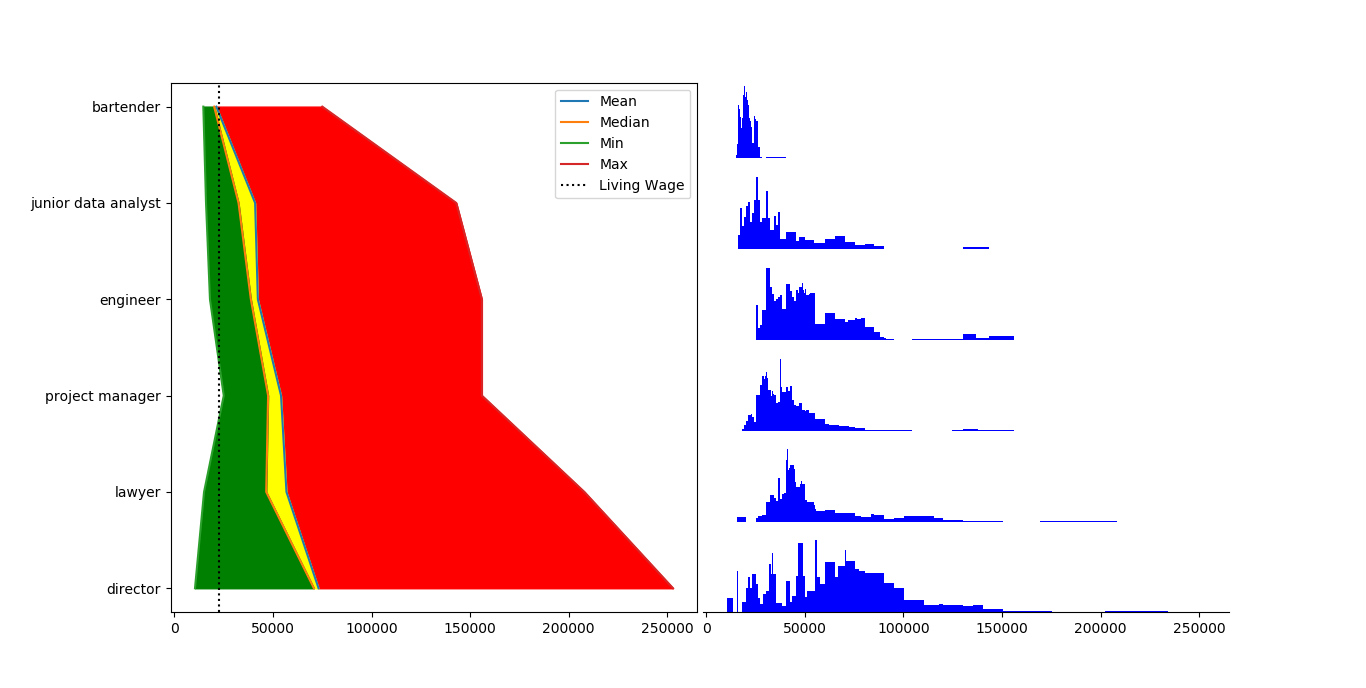 bartender
junior data analyst
engineer
project manager
lawyer
director
Mean
Median
Min
Max
Living Wage
0 50000 100000 150000 200000 250000
0 50000 100000 150000 200000 250000